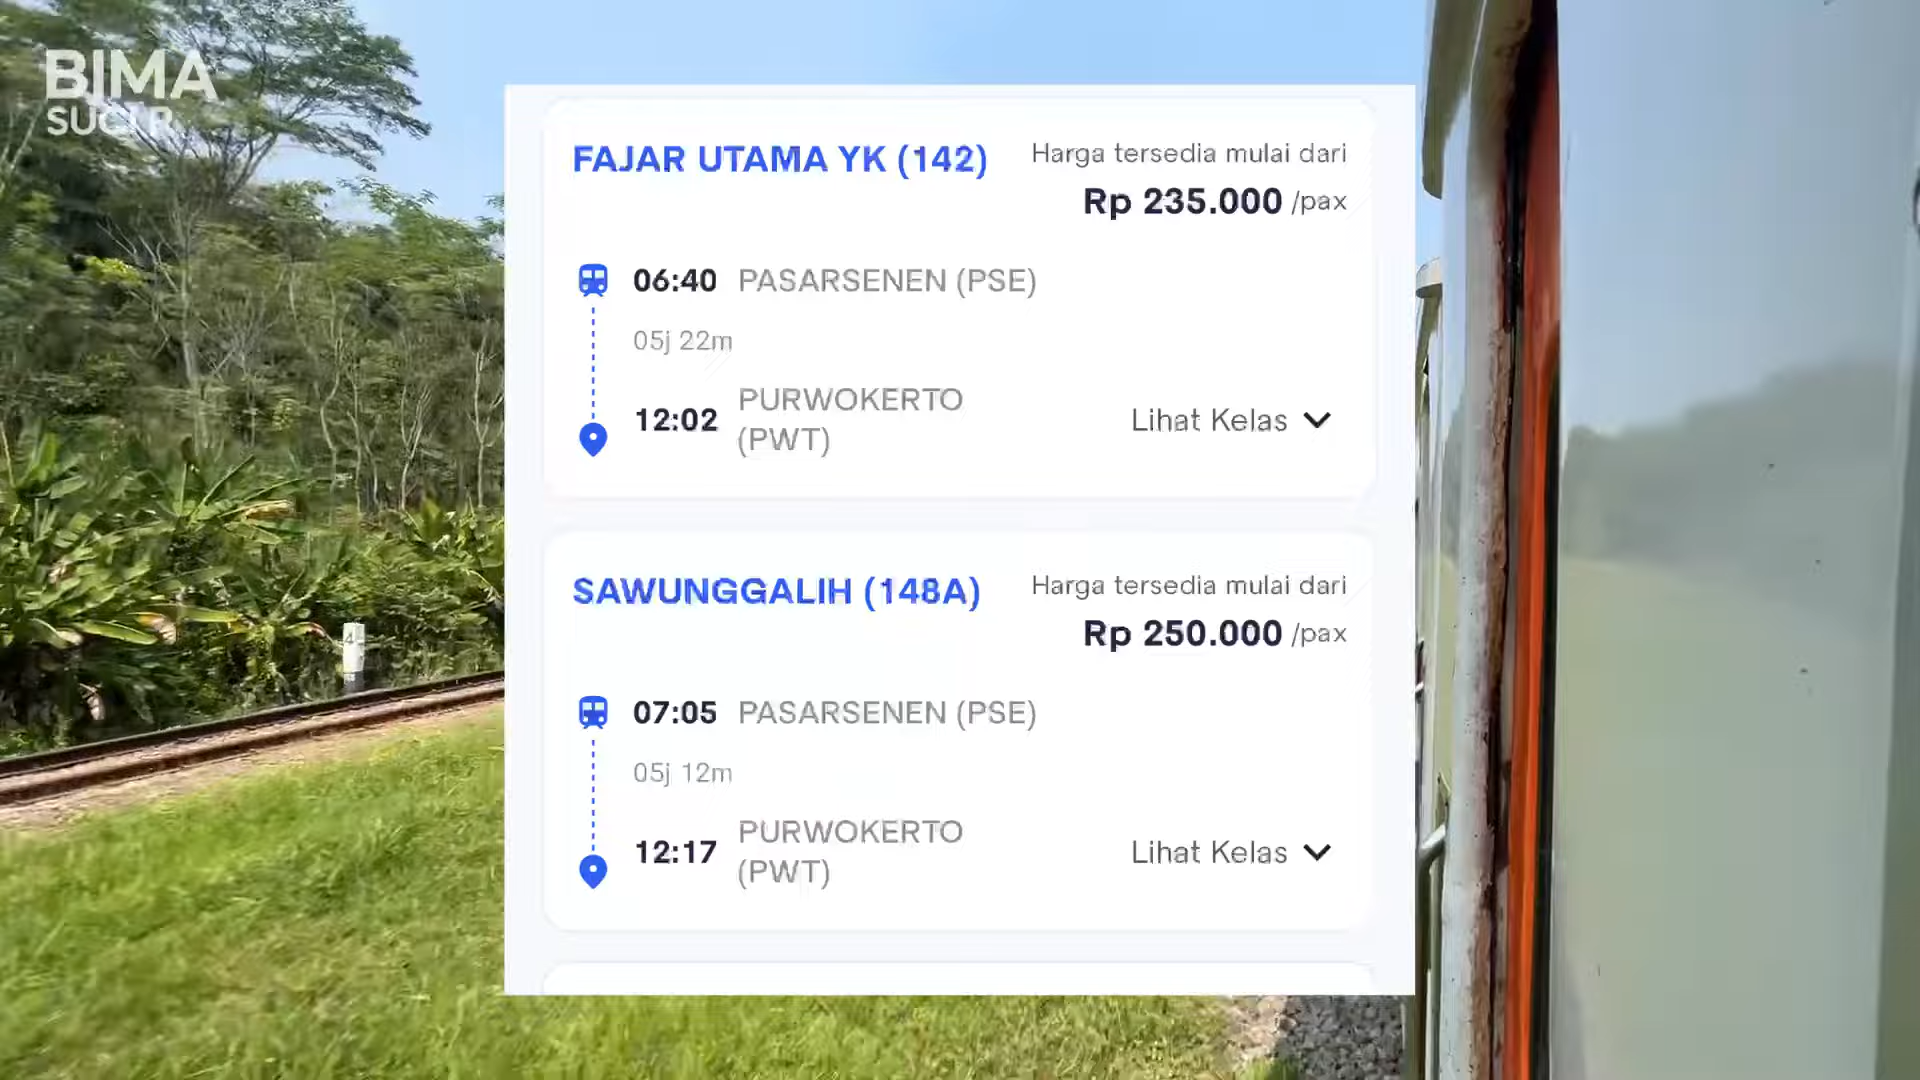 BIMA
SUCI R.
FAJAR UTAMA YK (142)
Harga tersedia mulai dari
Rp 235.000 /pax
06:40 PASARSENEN (PSE)
05j 22m
12:02 PURWOKERTO
(PWT)
Lihat Kelas
SAWUNGGALIH (148A)
Harga tersedia mulai dari
Rp 250.000 /pax
07:05 PASARSENEN (PSE)
05j 12m
12:17 PURWOKERTO
(PWT)
Lihat Kelas
4